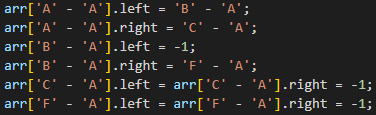 arr['A' - 'A'].left = 'B' - 'A';
arr['A' - 'A'].right = 'C' - 'A';
arr['B' - 'A'].left = -1;
arr['B' - 'A'].right = 'F' - 'A';
arr['C' - 'A'].left = arr['C' - 'A'].right = -1;
arr['F' - 'A'].left = arr['F' - 'A'].right = -1;